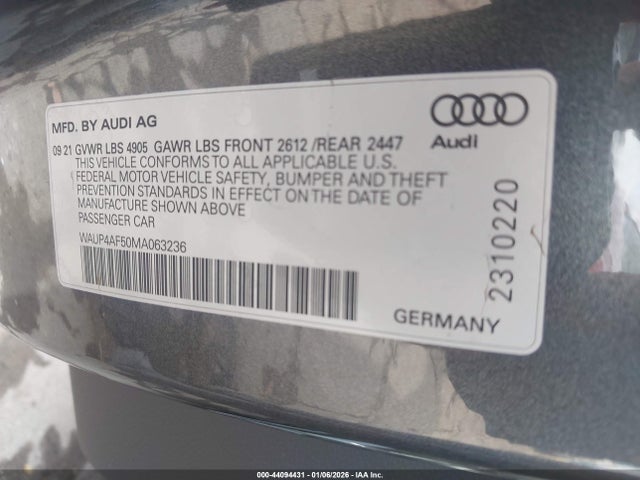 MFD. BY AUDI AG
Audi
09 21 GVWR LBS 4905 GAWR LBS FRONT 2612 /REAR 2447
THIS VEHICLE CONFORMS TO ALL APPLICABLE U.S.
FEDERAL MOTOR VEHICLE SAFETY, BUMPER AND THEFT
PREVENTION STANDARDS IN EFFECT ON THE DATE OF
MANUFACTURE SHOWN ABOVE
PASSENGER CAR
WAUP4AF50MA063236
2310220
GERMANY
000-44094431 - 01/06/2026 - © IAA Inc.